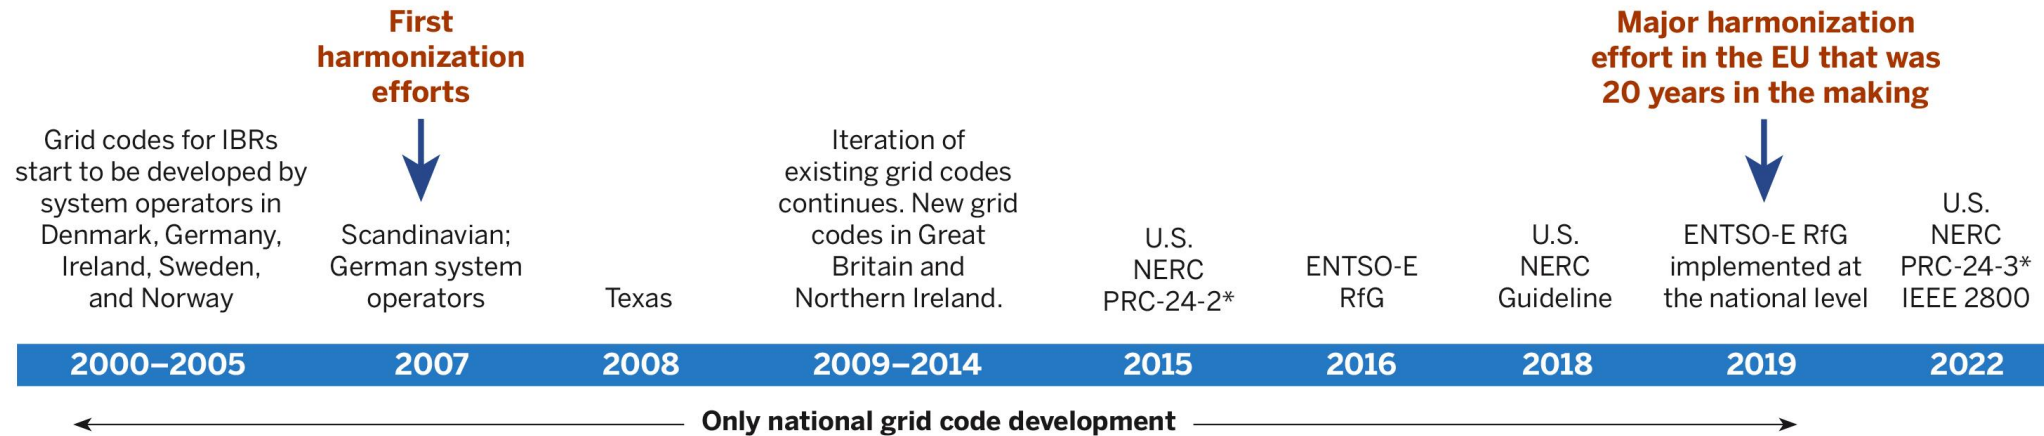 First
harmonization
efforts
Major harmonization
effort in the EU that was
20 years in the making
Grid codes for IBRs
start to be developed by
system operators in
Denmark, Germany,
Ireland, Sweden,
and Norway
Scandinavian;
German system
operators
Texas
Iteration of
existing grid codes
continues. New grid
codes in Great
Britain and
Northern Ireland.
U.S.
NERC
PRC-24-2*
ENTSO-E
RfG
U.S.
NERC
Guideline
ENTSO-E RfG
implemented at
the national level
U.S.
NERC
PRC-24-3*
IEEE 2800
2000–2005
2007
2008
2009–2014
2015
2016
2018
2019
2022
Only national grid code development